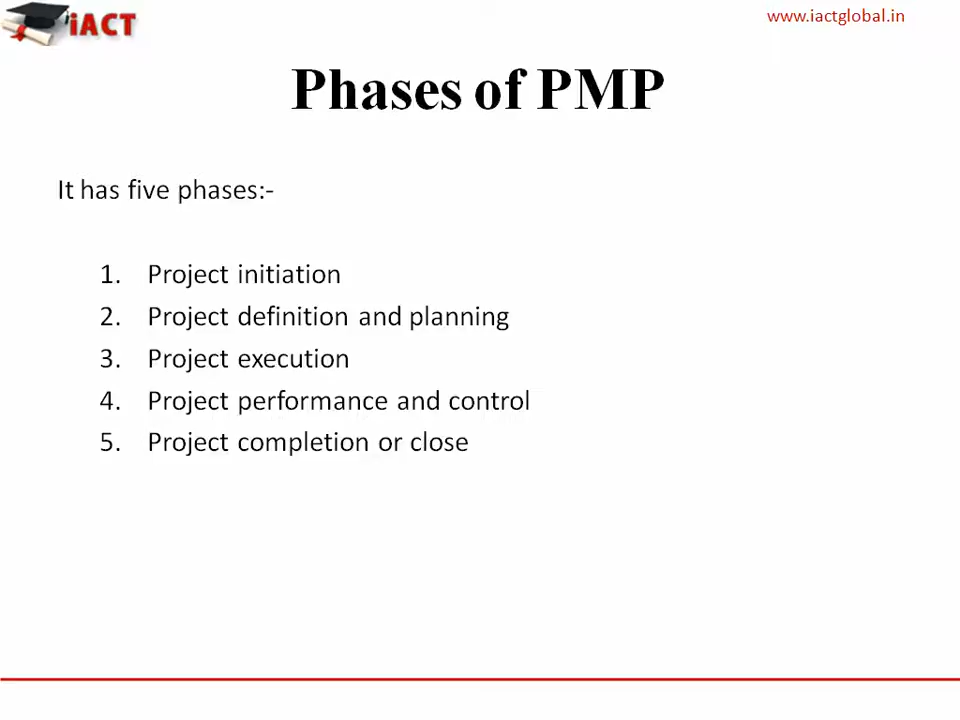 iACT
www.iactglobal.in
Phases of PMP
It has five phases:-
1. Project initiation
2. Project definition and planning
3. Project execution
4. Project performance and control
5. Project completion or close